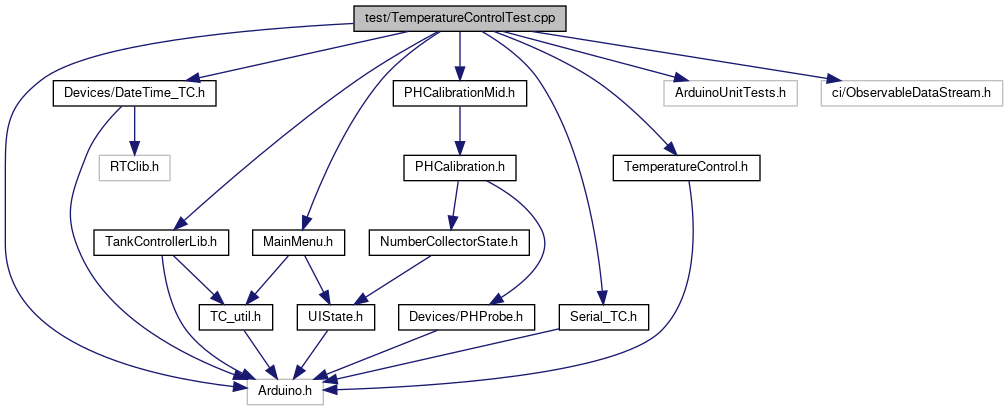 test/TemperatureControlTest.cpp
Devices/DateTime_TC.h
PHCalibrationMid.h
ArduinoUnitTests.h
ci/ObservableDataStream.h
RTClib.h
PHCalibration.h
TemperatureControl.h
TankControllerLib.h
MainMenu.h
NumberCollectorState.h
TC_util.h
UIState.h
Devices/PHProbe.h
Serial_TC.h
Arduino.h